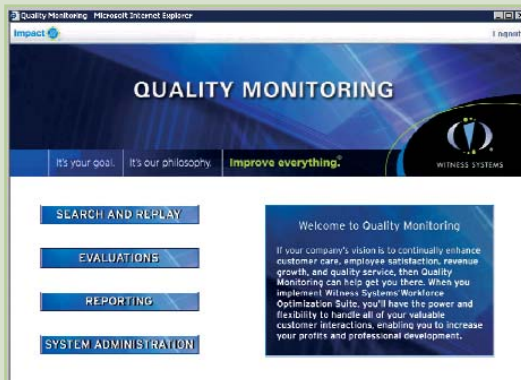 Quality Monitoring - Microsoft Internet Explorer
Impact
Logout
QUALITY MONITORING
It's your goal. It's our philosophy. Improve everything.®
WITNESS SYSTEMS
SEARCH AND REPLAY
EVALUATIONS
REPORTING
SYSTEM ADMINISTRATION
Welcome to Quality Monitoring
If your company's vision is to continually enhance
customer care, employee satisfaction, revenue
growth, and quality service, then Quality
Monitoring can help get you there. When you
implement Witness Systems' Workforce
Optimization Suite, you'll have the power and
flexibility to handle all of your valuable
customer interactions, enabling you to increase
your profits and professional development.